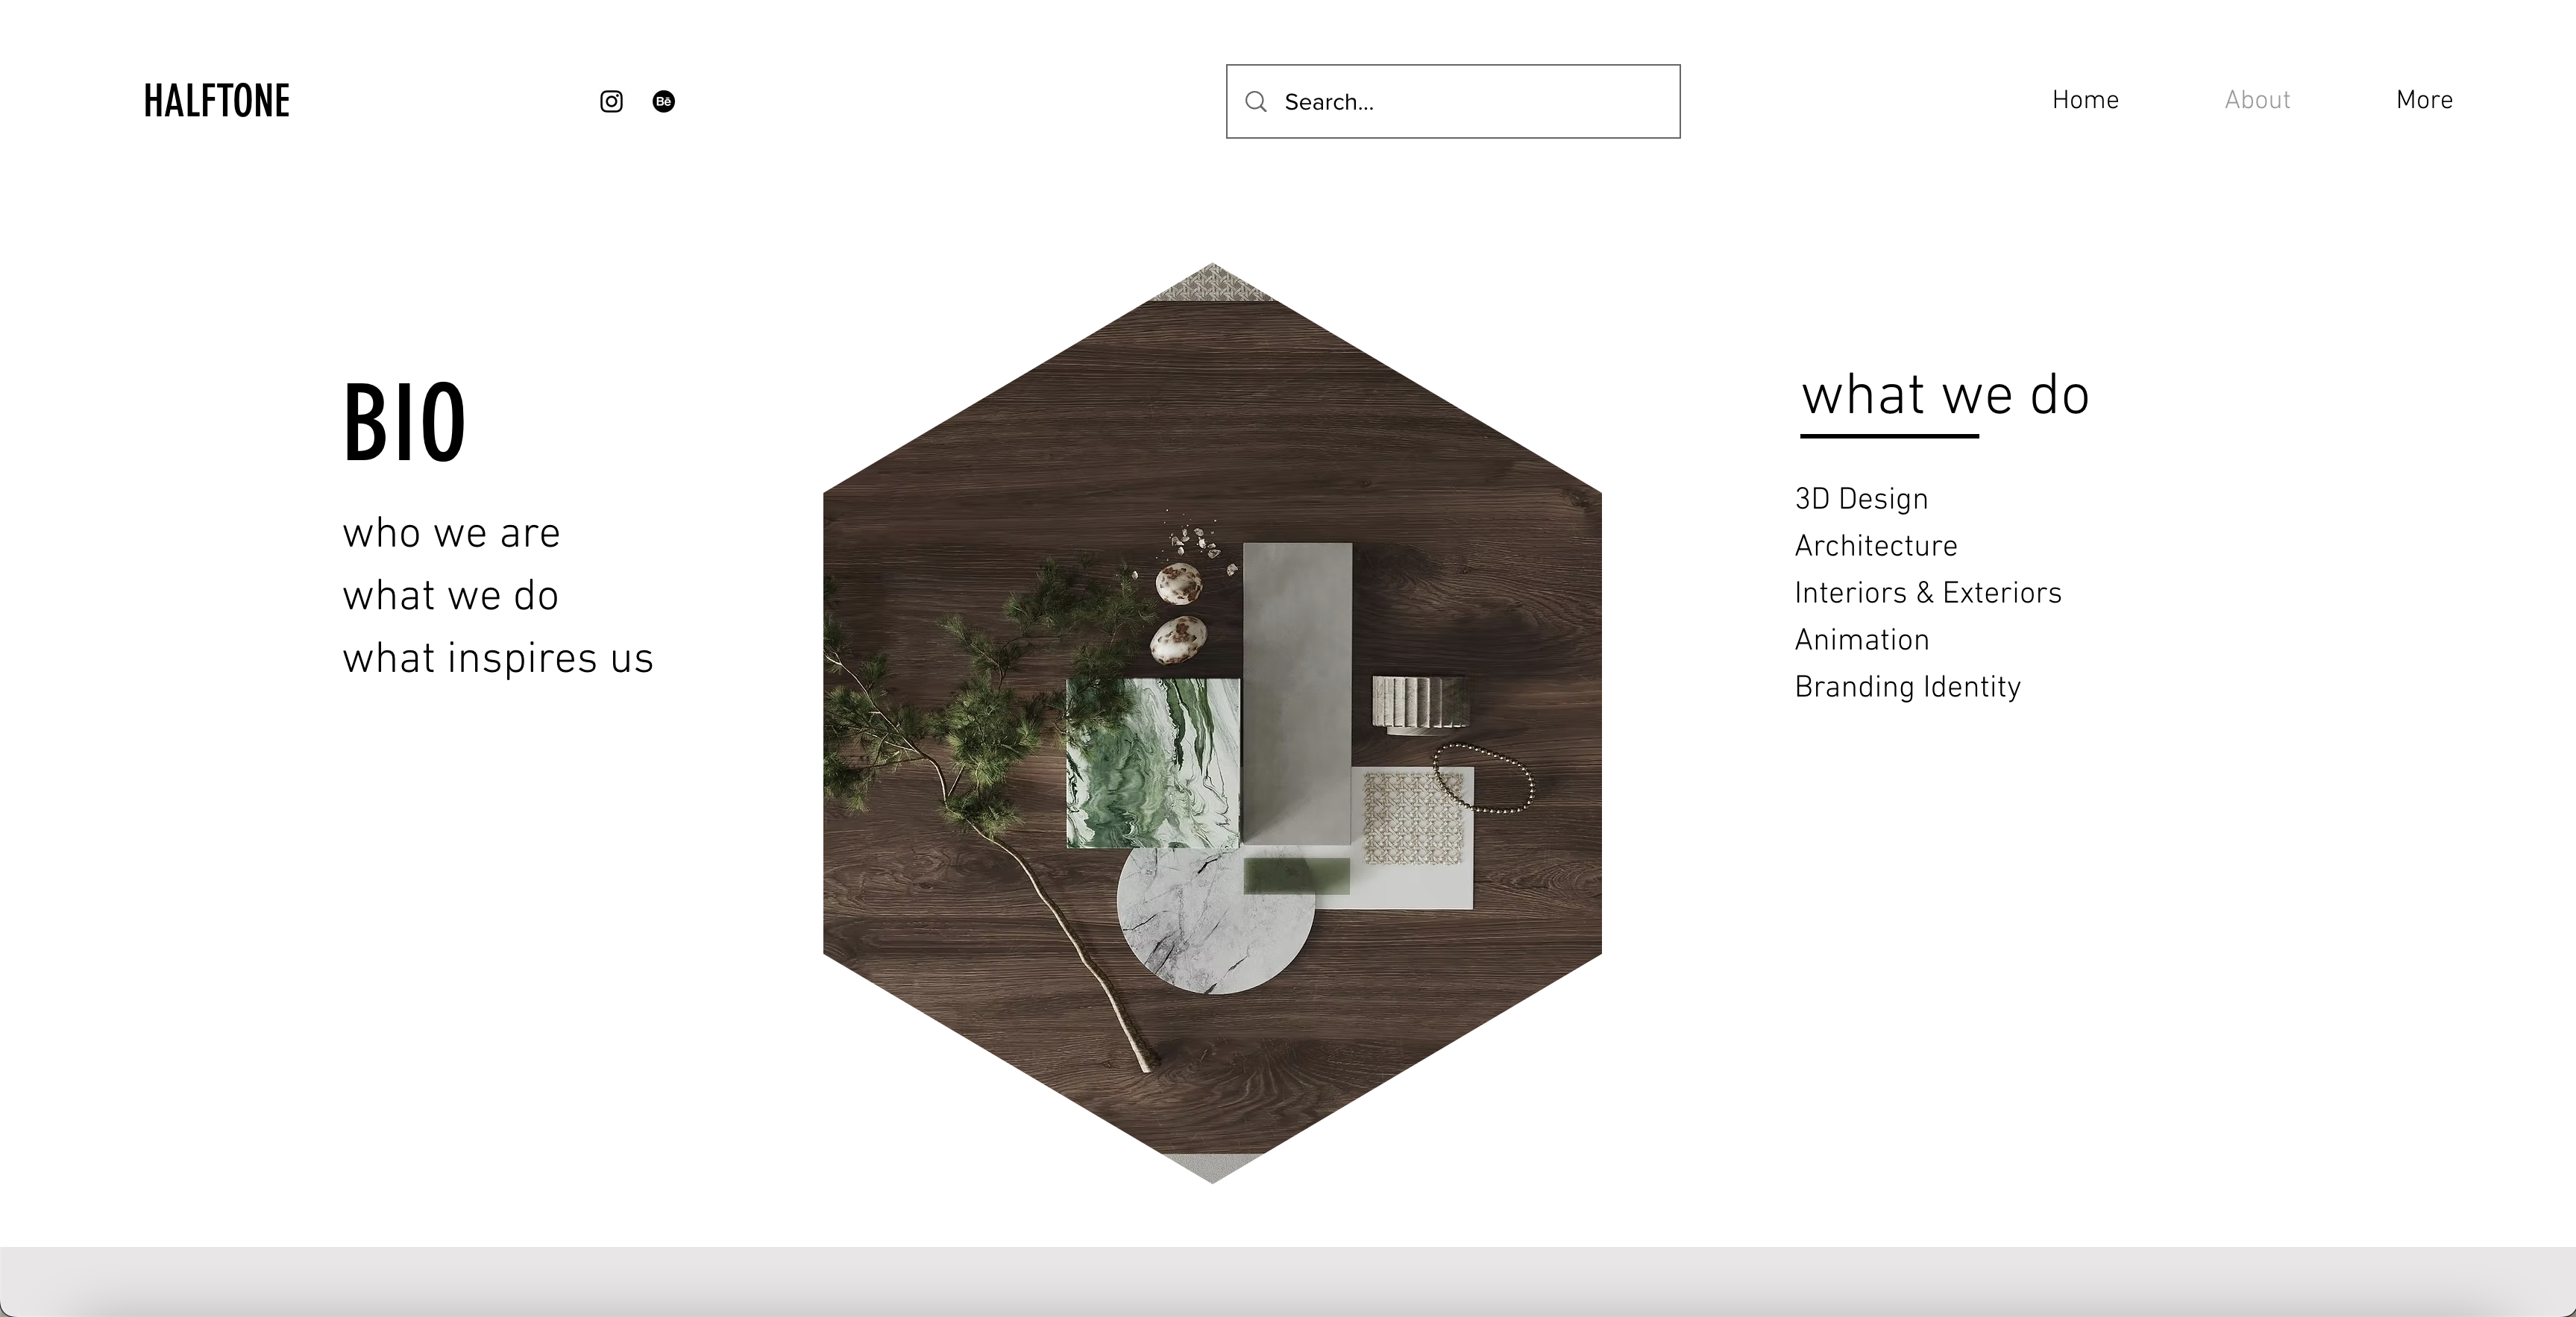 HALFTONE
Bē
Search...
Home
About
More
BIO
who we are
what we do
what inspires us
what we do
3D Design
Architecture
Interiors & Exteriors
Animation
Branding Identity